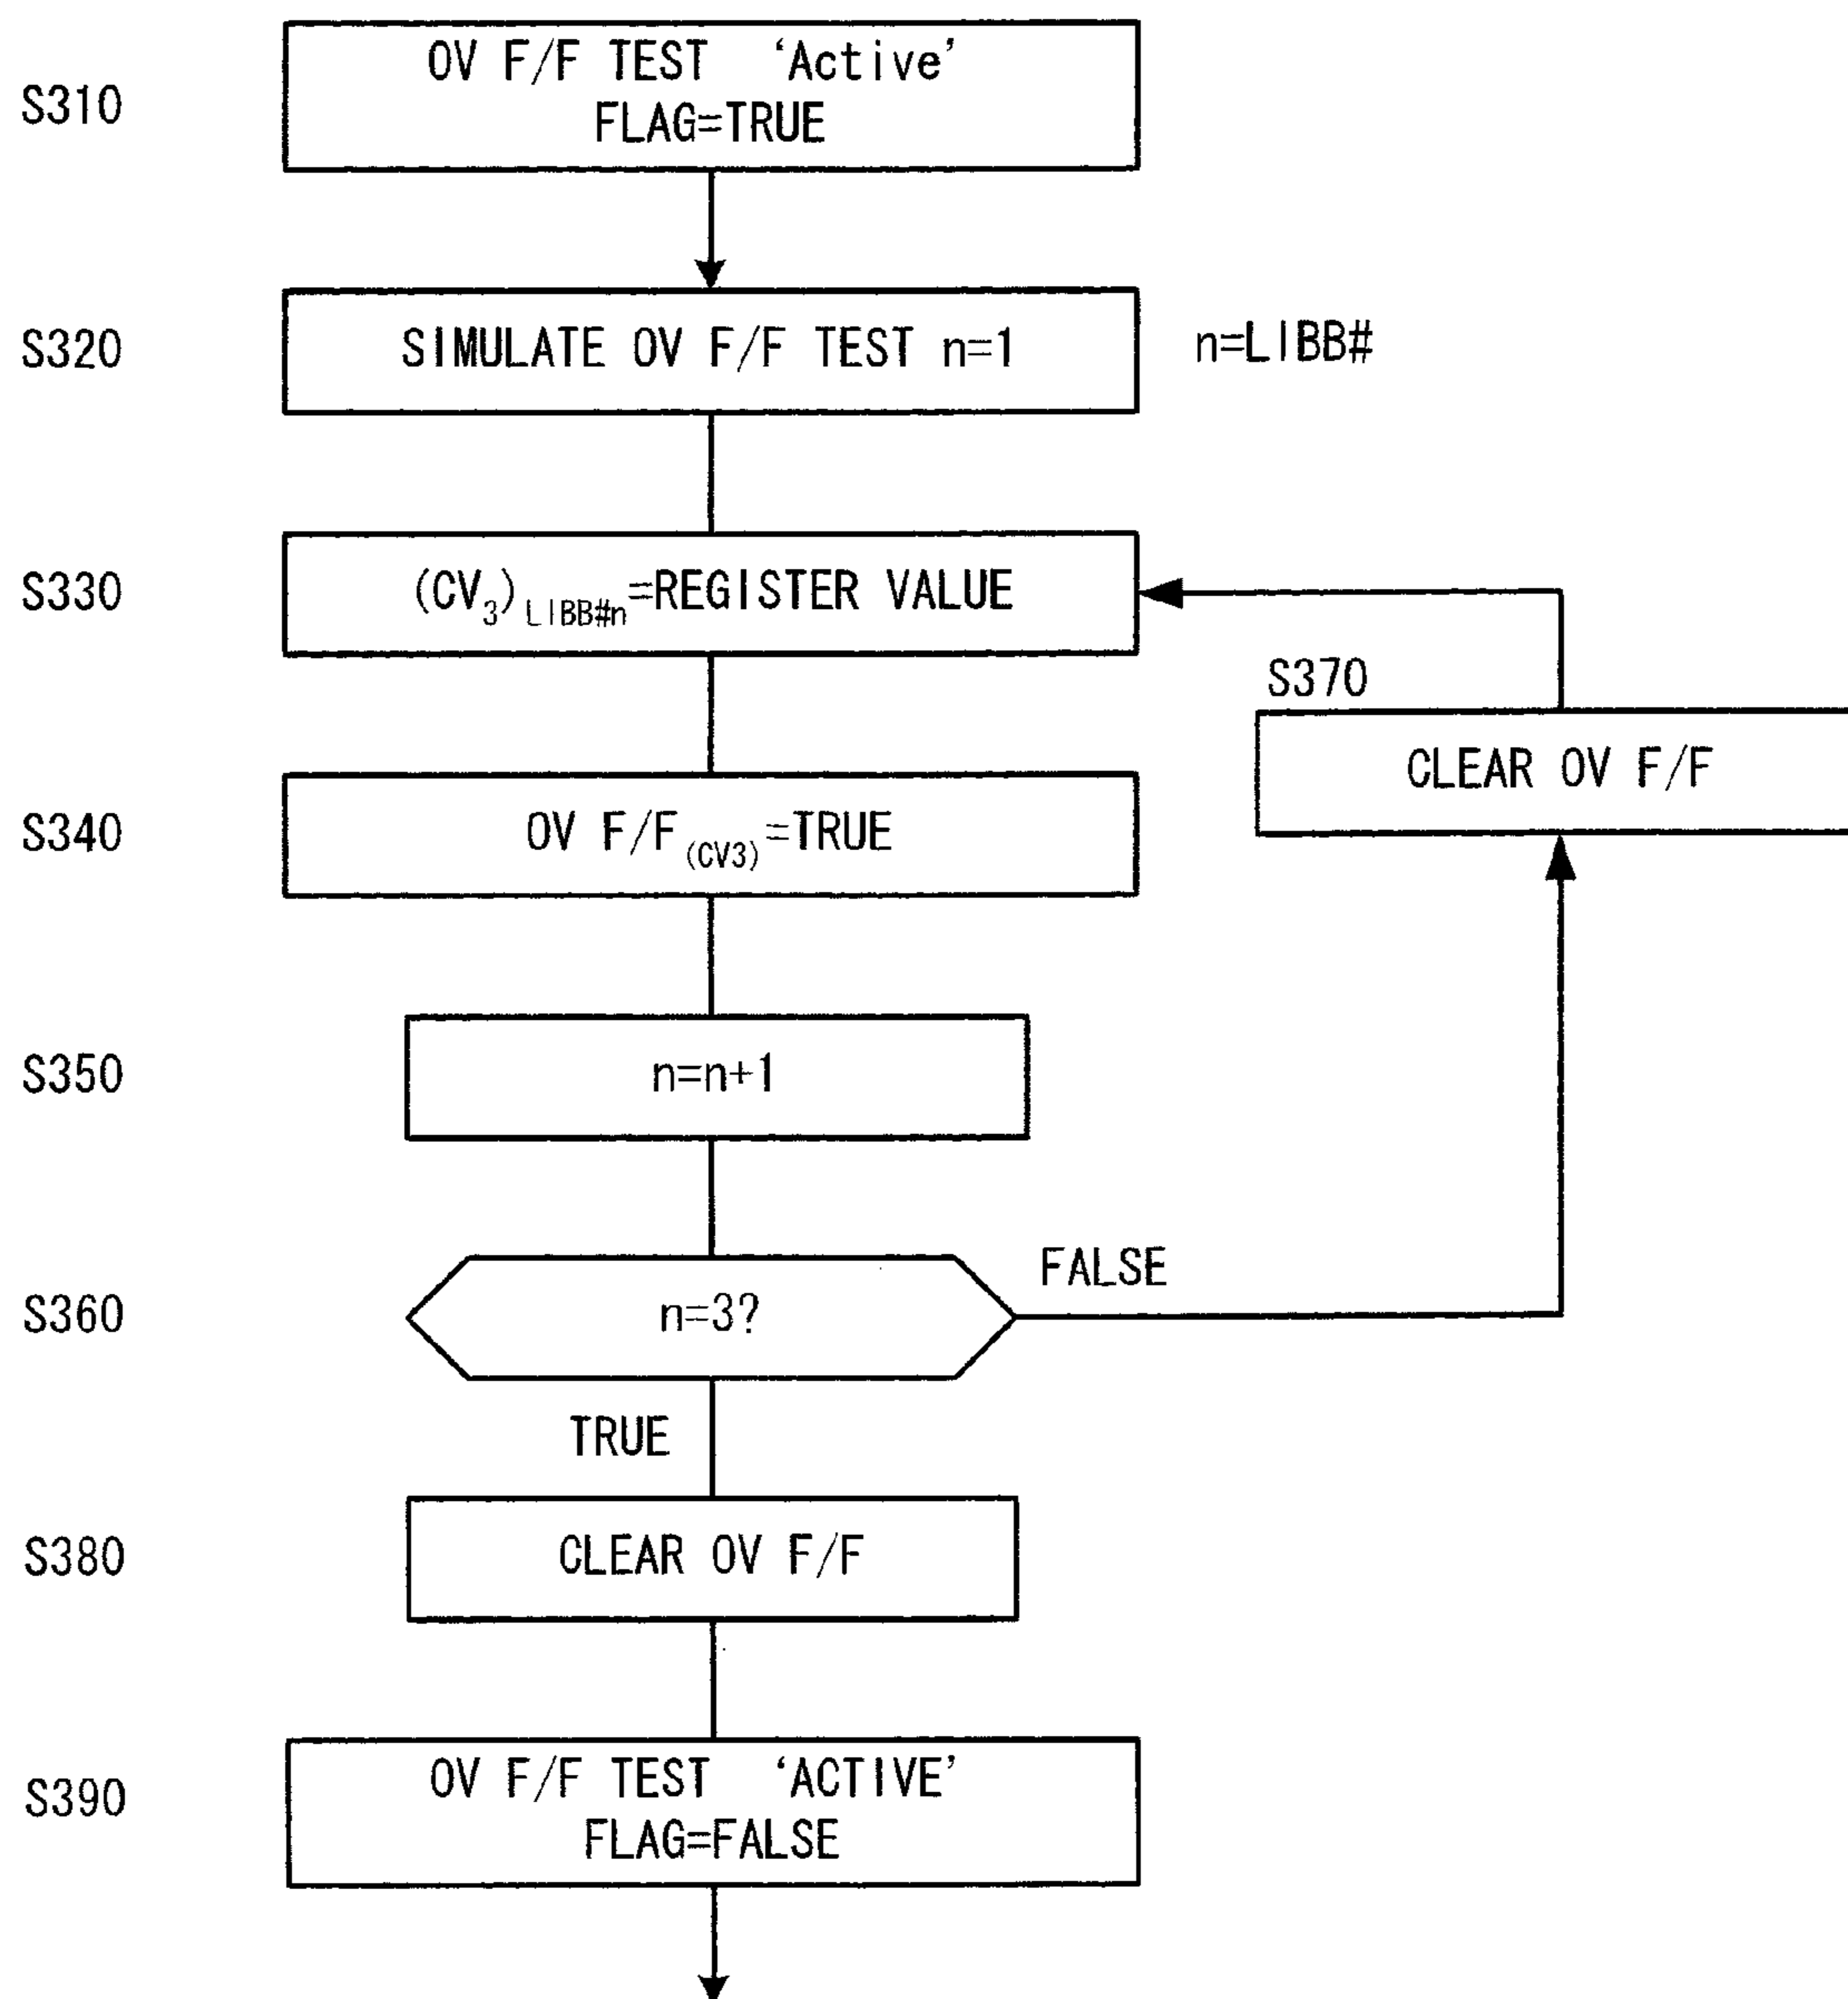 S310
OV F/F TEST 'Active'
FLAG=TRUE
S320
SIMULATE OV F/F TEST n=1
n=LIBB#
S330
(CV3)LIBB#n=REGISTER VALUE
S370
CLEAR OV F/F
S340
OV F/F(CV3)=TRUE
S350
n=n+1
S360
n=3?
FALSE
TRUE
S380
CLEAR OV F/F
S390
OV F/F TEST 'ACTIVE'
FLAG=FALSE